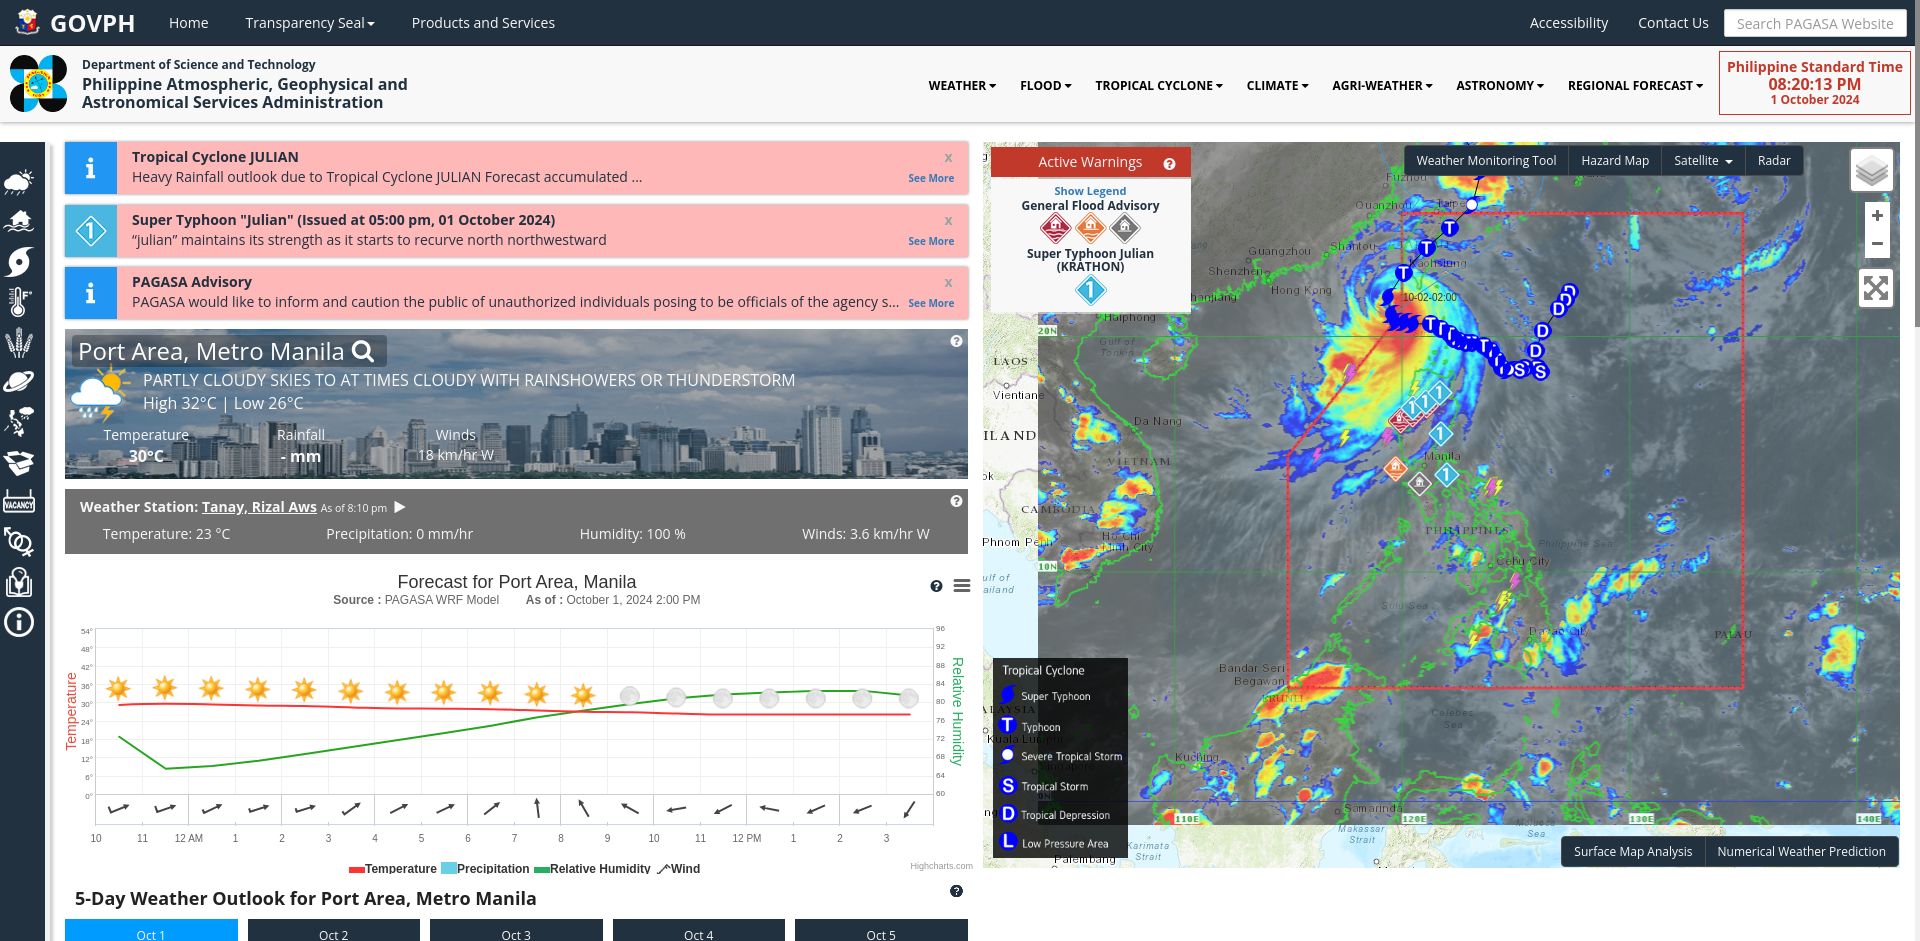 GOVPH
Home
Transparency Seal
Products and Services
Accessibility
Contact Us
Search PAGASA Website
Department of Science and Technology
Philippine Atmospheric, Geophysical and
Astronomical Services Administration
WEATHER
FLOOD
TROPICAL CYCLONE
CLIMATE
AGRI-WEATHER
ASTRONOMY
REGIONAL FORECAST
Philippine Standard Time
08:20:13 PM
1 October 2024
Tropical Cyclone JULIAN
x
Heavy Rainfall outlook due to Tropical Cyclone JULIAN Forecast accumulated ...
See More
1
Super Typhoon "Julian" (Issued at 05:00 pm, 01 October 2024)
x
“julian” maintains its strength as it starts to recurve north northwestward
See More
PAGASA Advisory
x
PAGASA would like to inform and caution the public of unauthorized individuals posing to be officials of the agency s...
See More
Port Area, Metro Manila
PARTLY CLOUDY SKIES TO AT TIMES CLOUDY WITH RAINSHOWERS OR THUNDERSTORM
High 32°C | Low 26°C
Temperature
Rainfall
Winds
30°C
- mm
18 km/hr W
Weather Station: Tanay, Rizal Aws As of 8:10 pm
Temperature: 23 °C
Precipitation: 0 mm/hr
Humidity: 100 %
Winds: 3.6 km/hr W
VACANCY
Forecast for Port Area, Manila
Source : PAGASA WRF Model
As of : October 1, 2024 2:00 PM
Temperature
54°
48°
42°
36°
30°
24°
18°
12°
6°
0°
96
92
88
84
80
76
72
68
64
60
Relative Humidity
10 11 12 AM 1 2 3 4 5 6 7 8 9 10 11 12 PM 1 2 3
Temperature
Precipitation
Relative Humidity
Wind
Highcharts.com
5-Day Weather Outlook for Port Area, Metro Manila
Oct 1
Oct 2
Oct 3
Oct 4
Oct 5
Active Warnings
Show Legend
General Flood Advisory
Super Typhoon Julian
(KRATHON)
1
Weather Monitoring Tool
Hazard Map
Satellite
Radar
+
−
Fuzhou
Quanzhou
Taipei
Guangzhou
Shantou
Shenzhen
Kaohsiung
Hong Kong
10-02-02:00
Haiphong
20N
Gulf of
Tonkin
LAOS
Vientiane
Da Nang
VIETNAM
Manila
CAMBODIA
Phnom Penh
Ho Chi
Minh City
PHILIPPINES
Philippine Sea
Cebu City
10N
Sulu Sea
Davao City
PALAU
Bandar Seri
Begawan
BRUNEI
Celebes
Sea
Kuala Lumpur
Kuching
Samarinda
110E
120E
130E
140E
Makassar
Strait
Karimata
Strait
Palembang
Tropical Cyclone
Super Typhoon
T Typhoon
Severe Tropical Storm
S Tropical Storm
D Tropical Depression
L Low Pressure Area
Surface Map Analysis
Numerical Weather Prediction